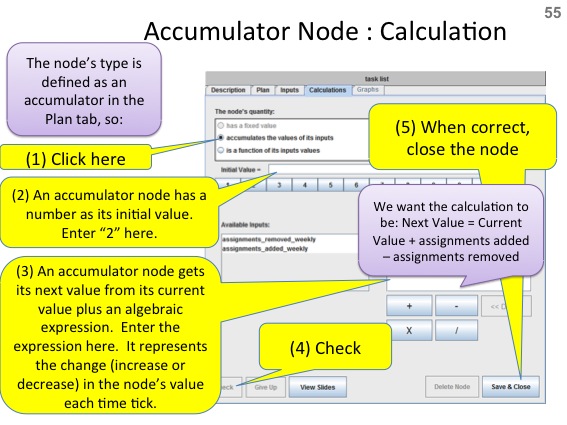 55
Accumulator Node : Calculation
The node's type is
defined as an
accumulator in the
Plan tab, so:
(1) Click here
(2) An accumulator node has a
number as its initial value.
Enter "2" here.
(3) An accumulator node gets
its next value from its current
value plus an algebraic
expression. Enter the
expression here. It represents
the change (increase or
decrease) in the node's value
each time tick.
task list
Description Plan Inputs Calculations Graphs
The node's quantity:
has a fixed value
accumulates the values of its inputs
is a function of its inputs values
Initial Value =
1 2 3 4 5 6
Available Inputs:
assignments_removed_weekly
assignments_added_weekly
(5) When correct,
close the node
We want the calculation to
be: Next Value = Current
Value + assignments added
– assignments removed
+ - <<
X /
(4) Check
Give Up View Slides Delete Node Save & Close